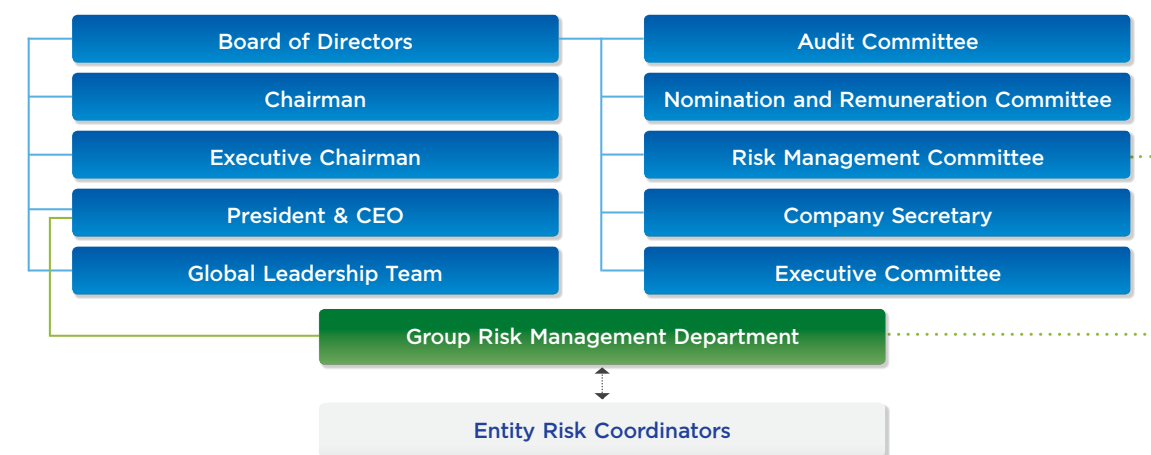 Board of Directors
Audit Committee
Chairman
Nomination and Remuneration Committee
Executive Chairman
Risk Management Committee
President & CEO
Company Secretary
Global Leadership Team
Executive Committee
Group Risk Management Department
Entity Risk Coordinators